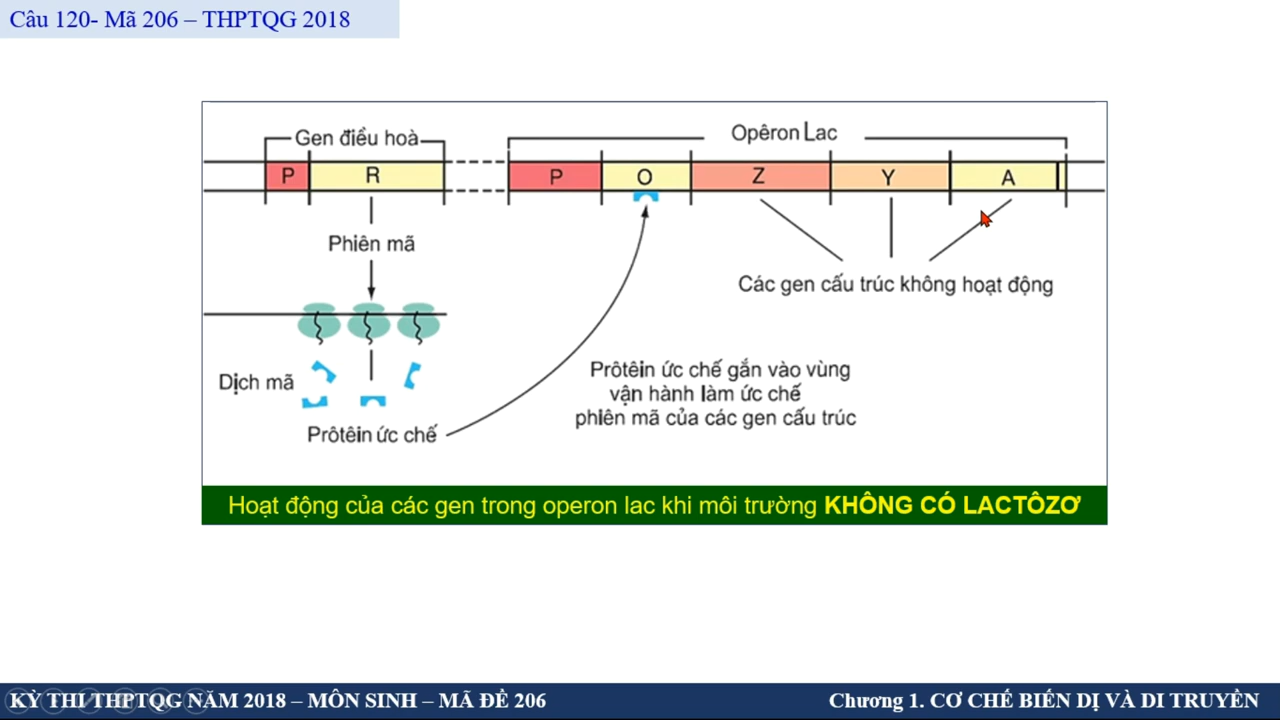 Câu 120- Mã 206 – THPTQG 2018
Gen điều hoà
Opêron Lac
P
R
P
O
Z
Y
A
Phiên mã
Các gen cấu trúc không hoạt động
Dịch mã
Prôtêin ức chế
Prôtêin ức chế gắn vào vùng
vận hành làm ức chế
phiên mã của các gen cấu trúc
Hoạt động của các gen trong operon lac khi môi trường KHÔNG CÓ LACTÔZƠ
KỲ THI THPTQG NĂM 2018 – MÔN SINH – MÃ ĐỀ 206
Chương 1. CƠ CHẾ BIẾN DỊ VÀ DI TRUYỀN